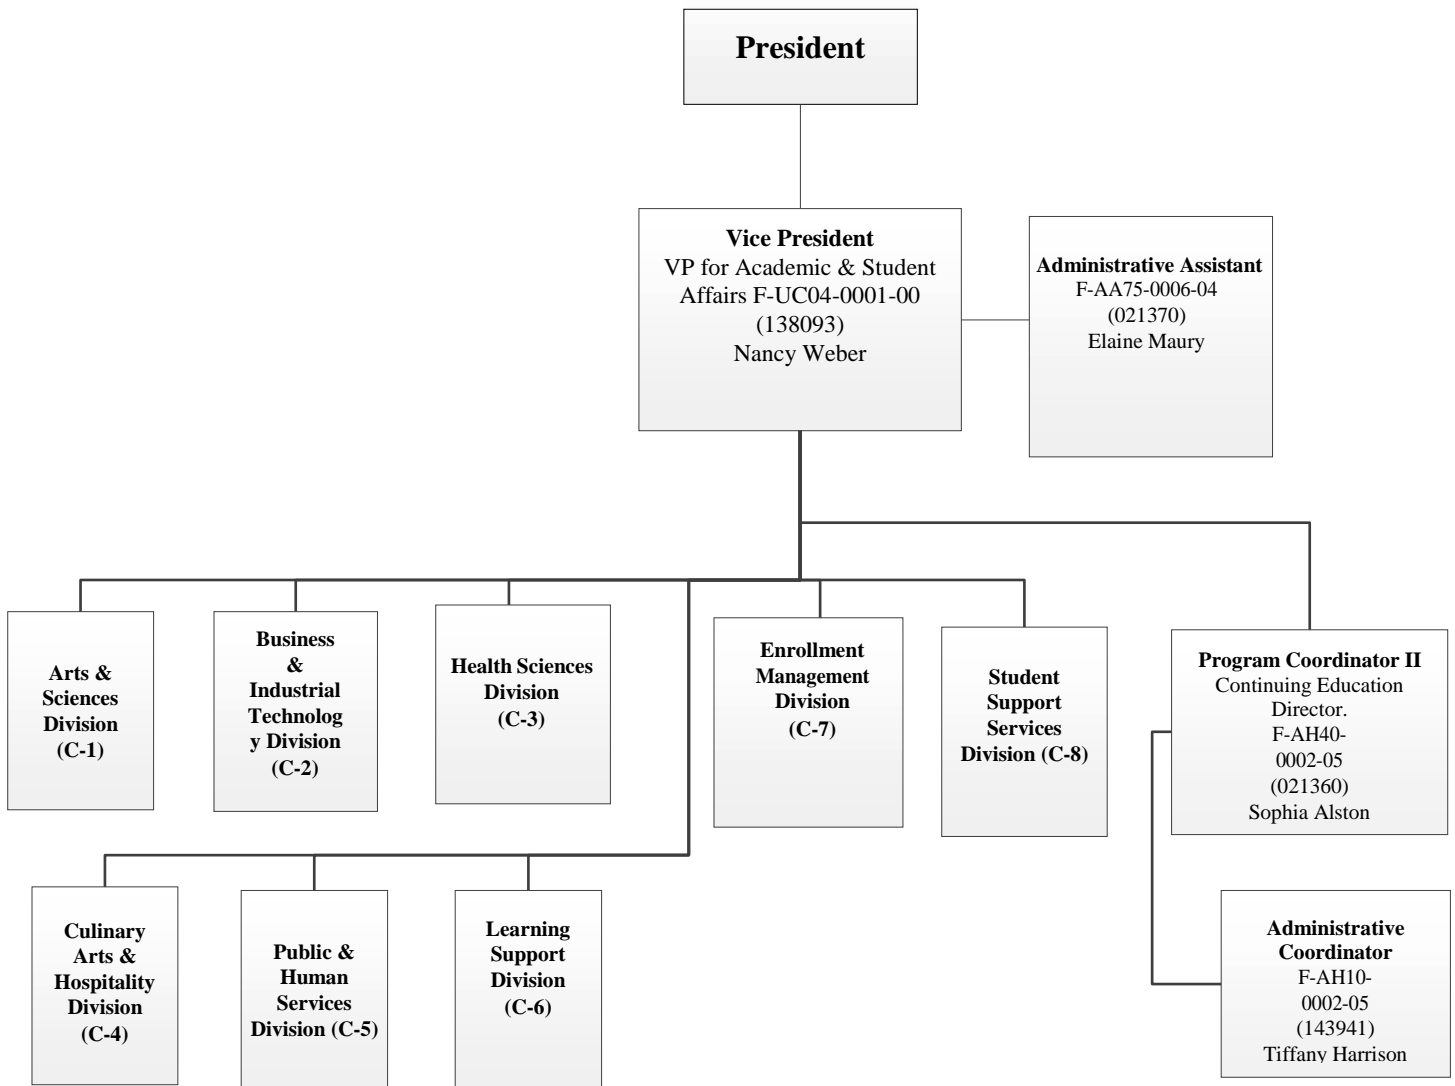 President
Vice President
VP for Academic & Student
Affairs F-UC04-0001-00
(138093)
Nancy Weber
Administrative Assistant
F-AA75-0006-04
(021370)
Elaine Maury
Arts &
Sciences
Division
(C-1)
Business
&
Industrial
Technolog
y Division
(C-2)
Health Sciences
Division
(C-3)
Enrollment
Management
Division
(C-7)
Student
Support
Services
Division (C-8)
Program Coordinator II
Continuing Education
Director.
F-AH40-
0002-05
(021360)
Sophia Alston
Culinary
Arts &
Hospitality
Division
(C-4)
Public &
Human
Services
Division (C-5)
Learning
Support
Division
(C-6)
Administrative
Coordinator
F-AH10-
0002-05
(143941)
Tiffany Harrison